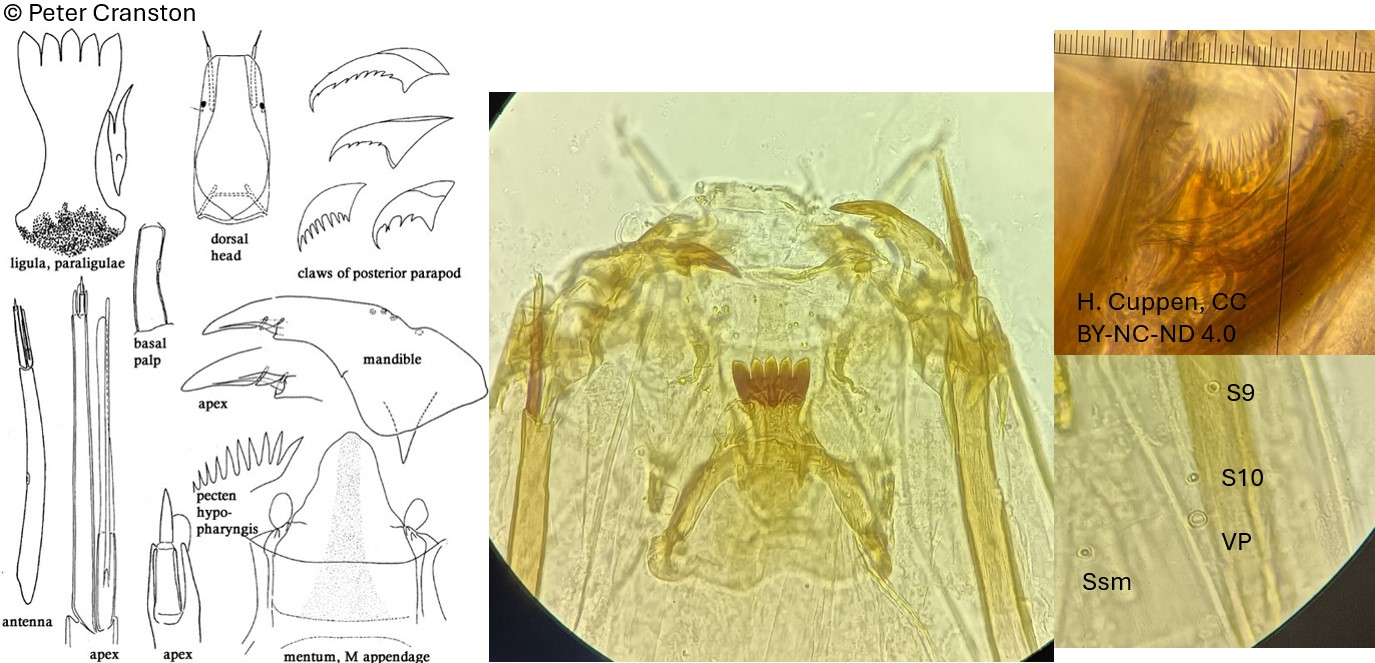 © Peter Cranston
ligula, paraligulae
dorsal
head
claws of posterior parapod
basal
palp
mandible
apex
pecten
hypo-
pharyngis
antenna
apex
apex
mentum, M appendage
H. Cuppen, CC
BY-NC-ND 4.0
S9
S10
VP
Ssm